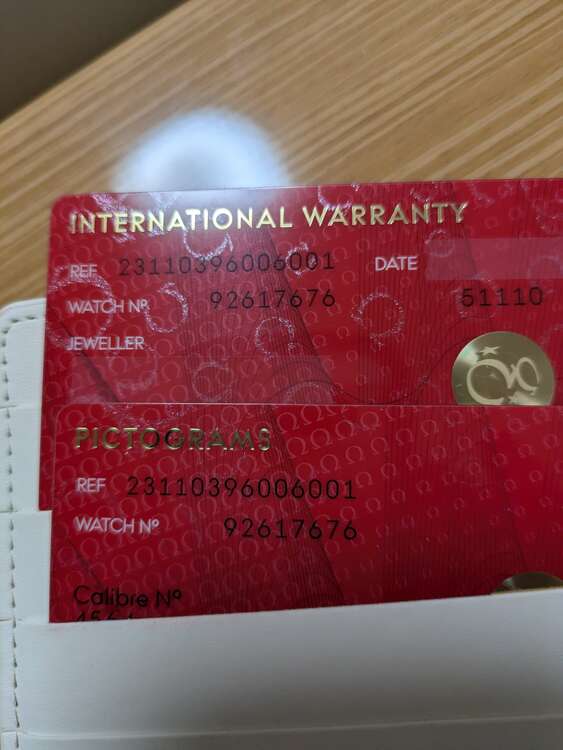 INTERNATIONAL WARRANTY
REF 23110396006001 DATE
WATCH Nº 92617676 51110
JEWELLER
PICTOGRAMS
REF 23110396006001
WATCH Nº 92617676
Calibre Nº